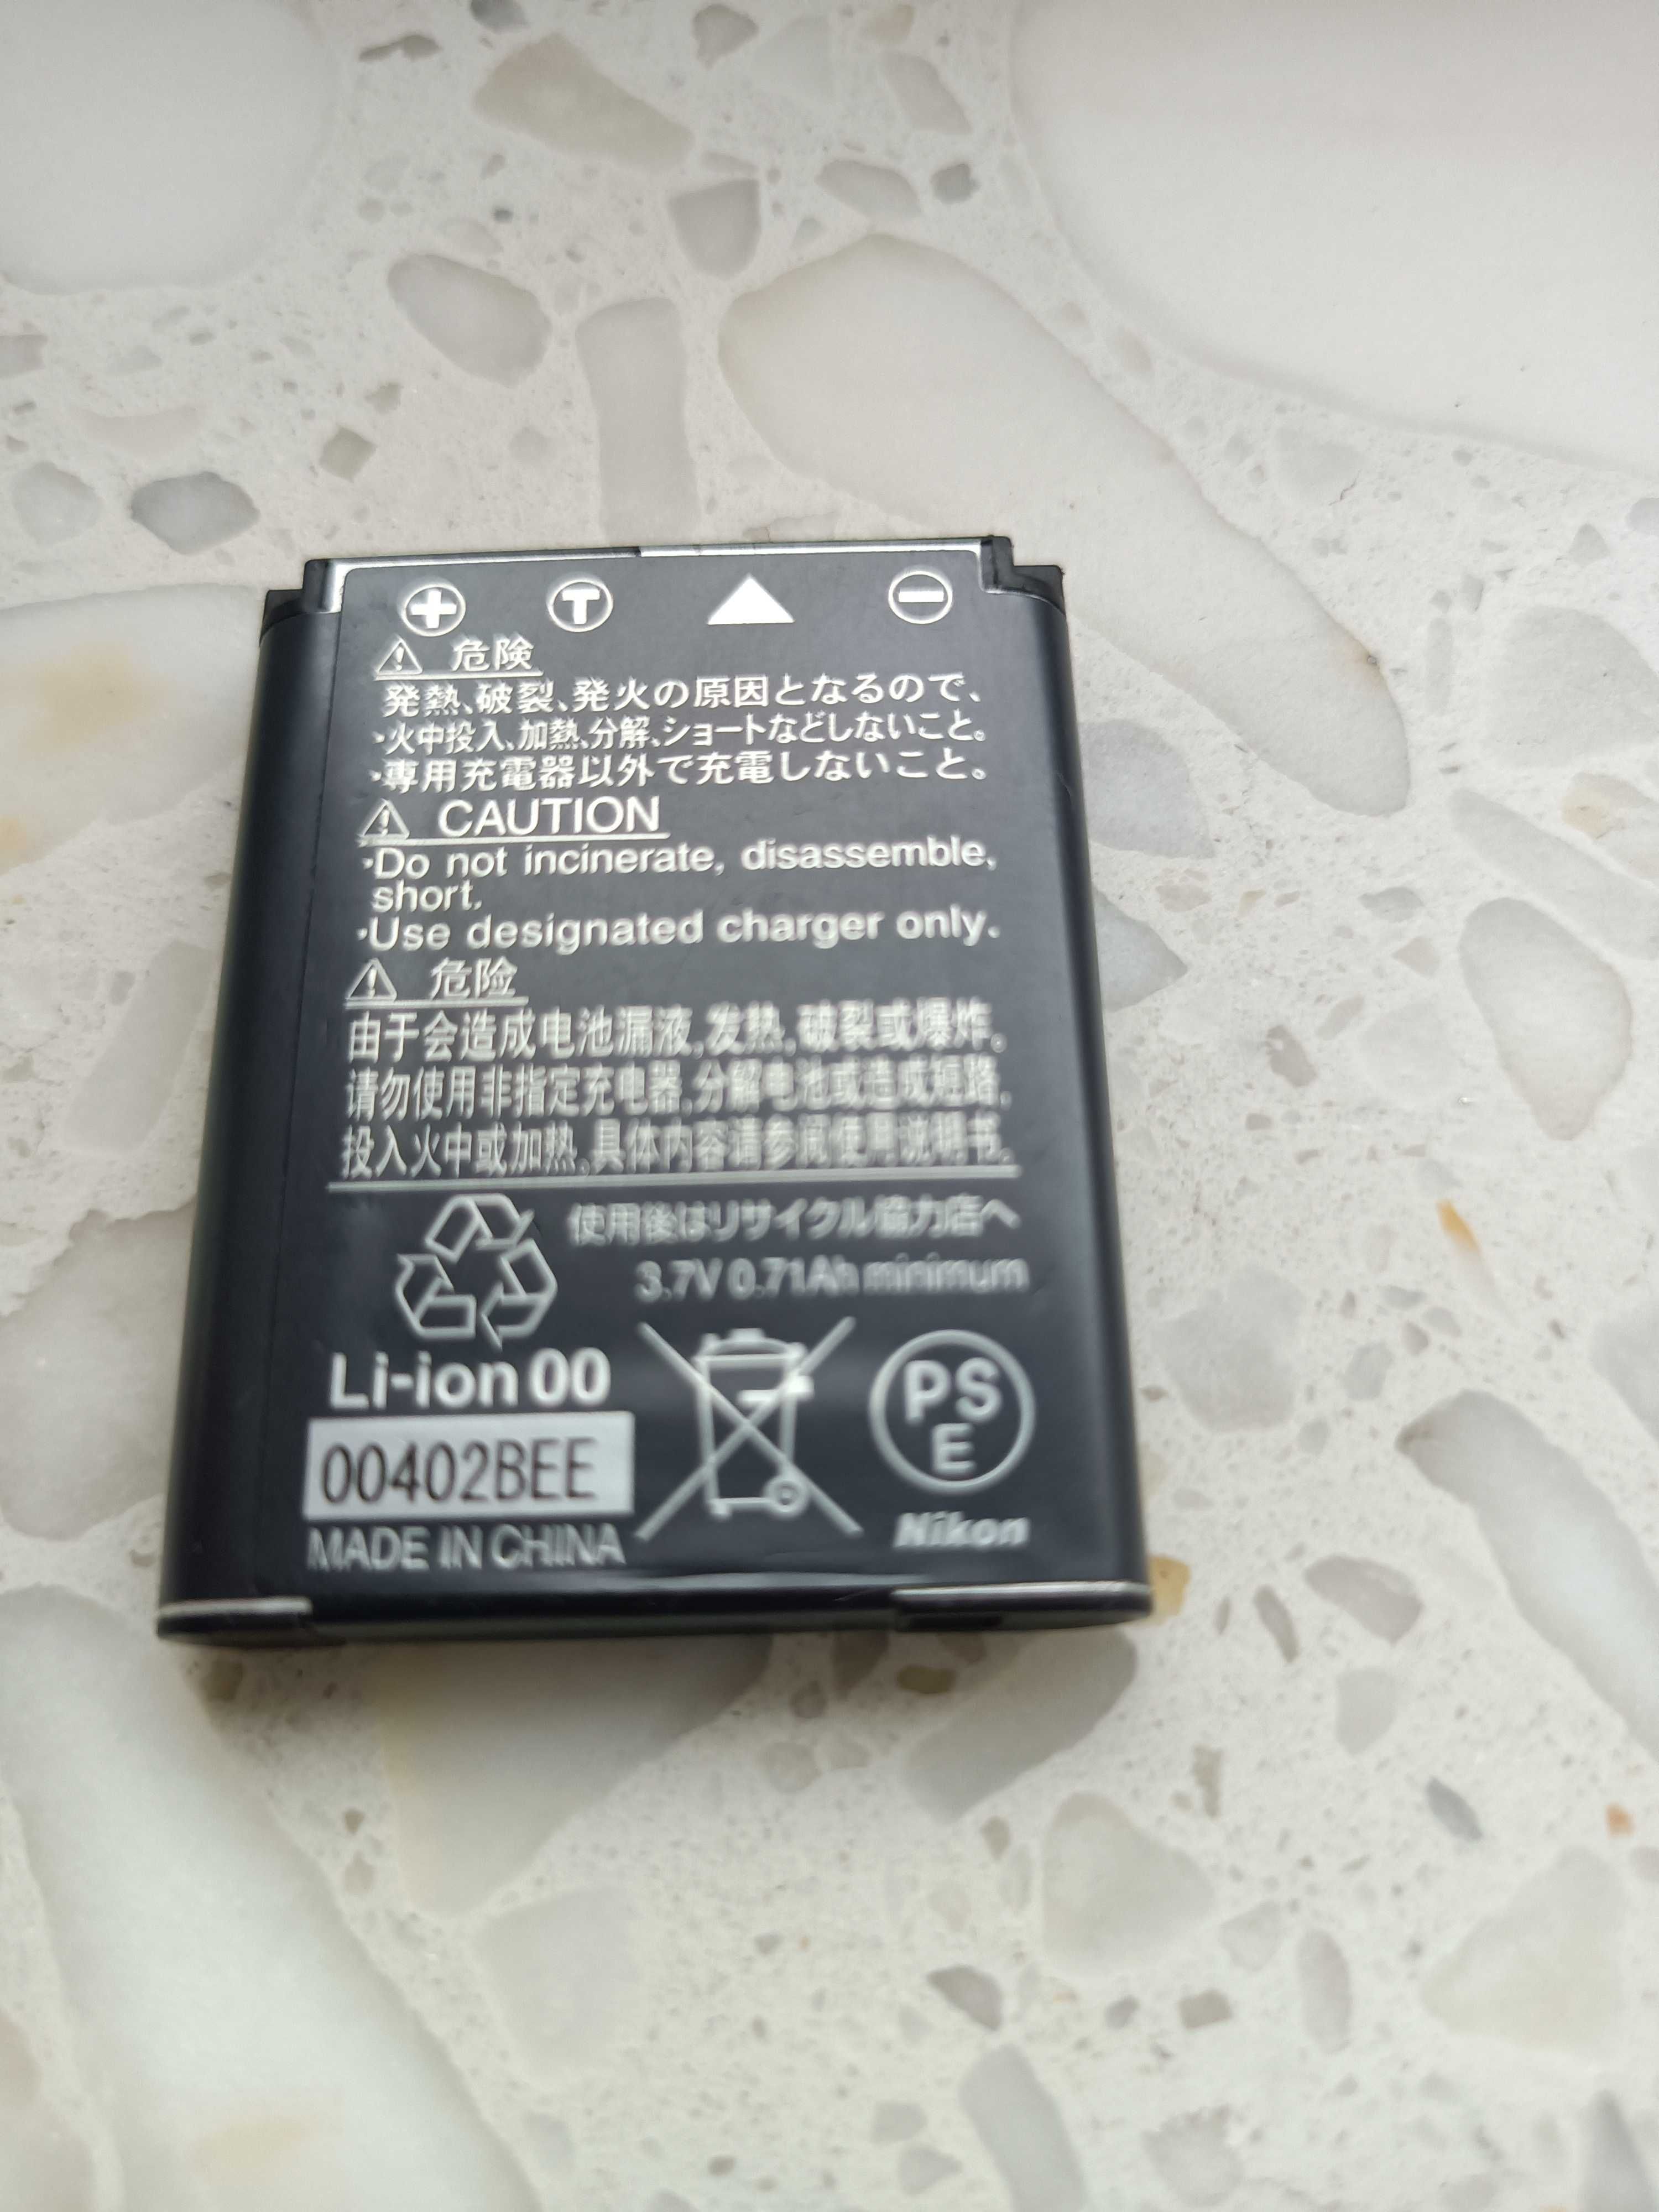 + T −
⚠ 危険
発熱、破裂、発火の原因となるので、
・火中投入、加熱、分解、ショートなどしないこと。
・専用充電器以外で充電しないこと。
⚠ CAUTION
・Do not incinerate, disassemble,
short.
・Use designated charger only.
⚠ 危险
由于会造成电池漏液,发热,破裂或爆炸。
请勿使用非指定充电器,分解电池或造成短路,
投入火中或加热。具体内容请参阅使用说明书。
使用後はリサイクル協力店へ
3.7V 0.71Ah minimum
Li-ion 00
00402BEE
MADE IN CHINA
PS
E
Nikon